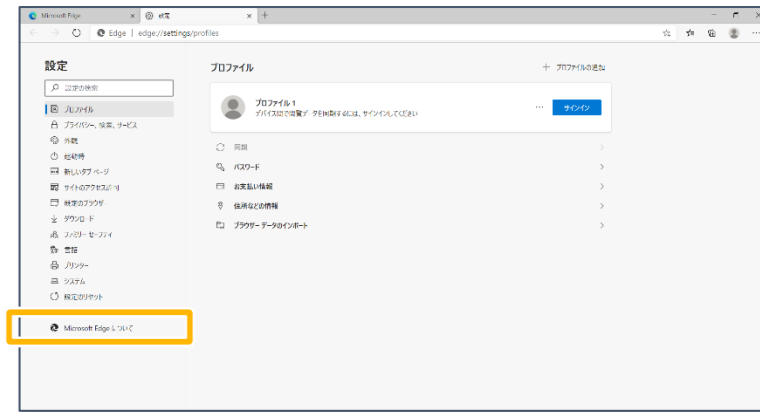 Microsoft Edge
設定
Edge | edge://settings/profiles
設定
設定の検索
プロファイル
プライバシー、検索、サービス
外観
起動時
新しいタブ ページ
サイトのアクセス許可
既定のブラウザー
ダウンロード
ファミリー セーフティ
言語
プリンター
システム
設定のリセット
Microsoft Edge について
プロファイル
プロファイルの追加
プロファイル 1
デバイス間で閲覧データを同期するには、サインインしてください
サインイン
同期
パスワード
お支払い情報
住所などの情報
ブラウザー データのインポート